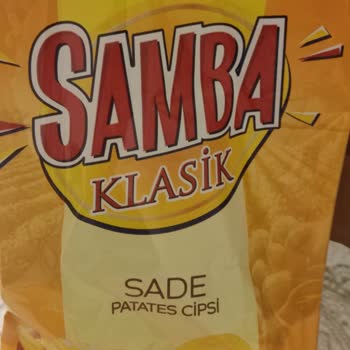 SAMBA
KLASİK
SADE
PATATES CİPSİ